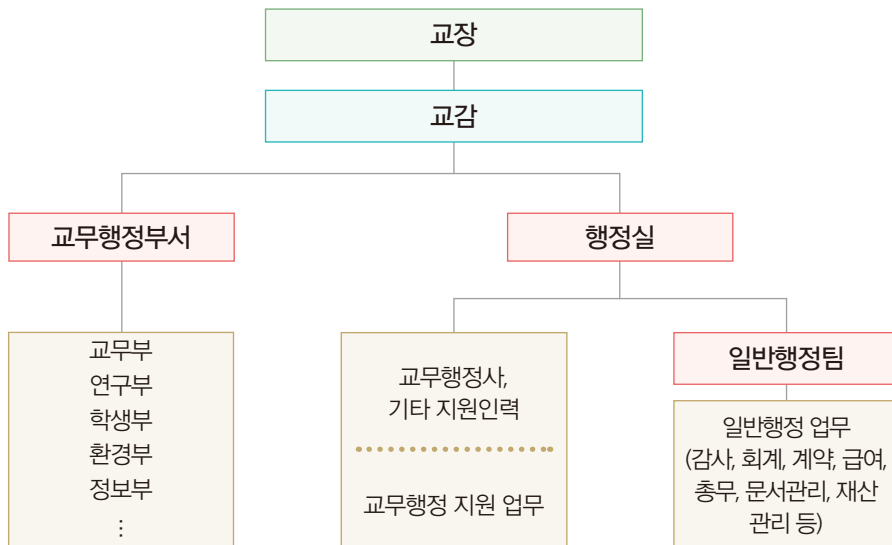 교장
교감
교무행정부서
행정실
교무부
연구부
학생부
환경부
정보부
⋮
교무행정사,
기타 지원인력
교무행정 지원 업무
일반행정팀
일반행정 업무
(감사, 회계, 계약, 급여,
총무, 문서관리, 재산
관리 등)